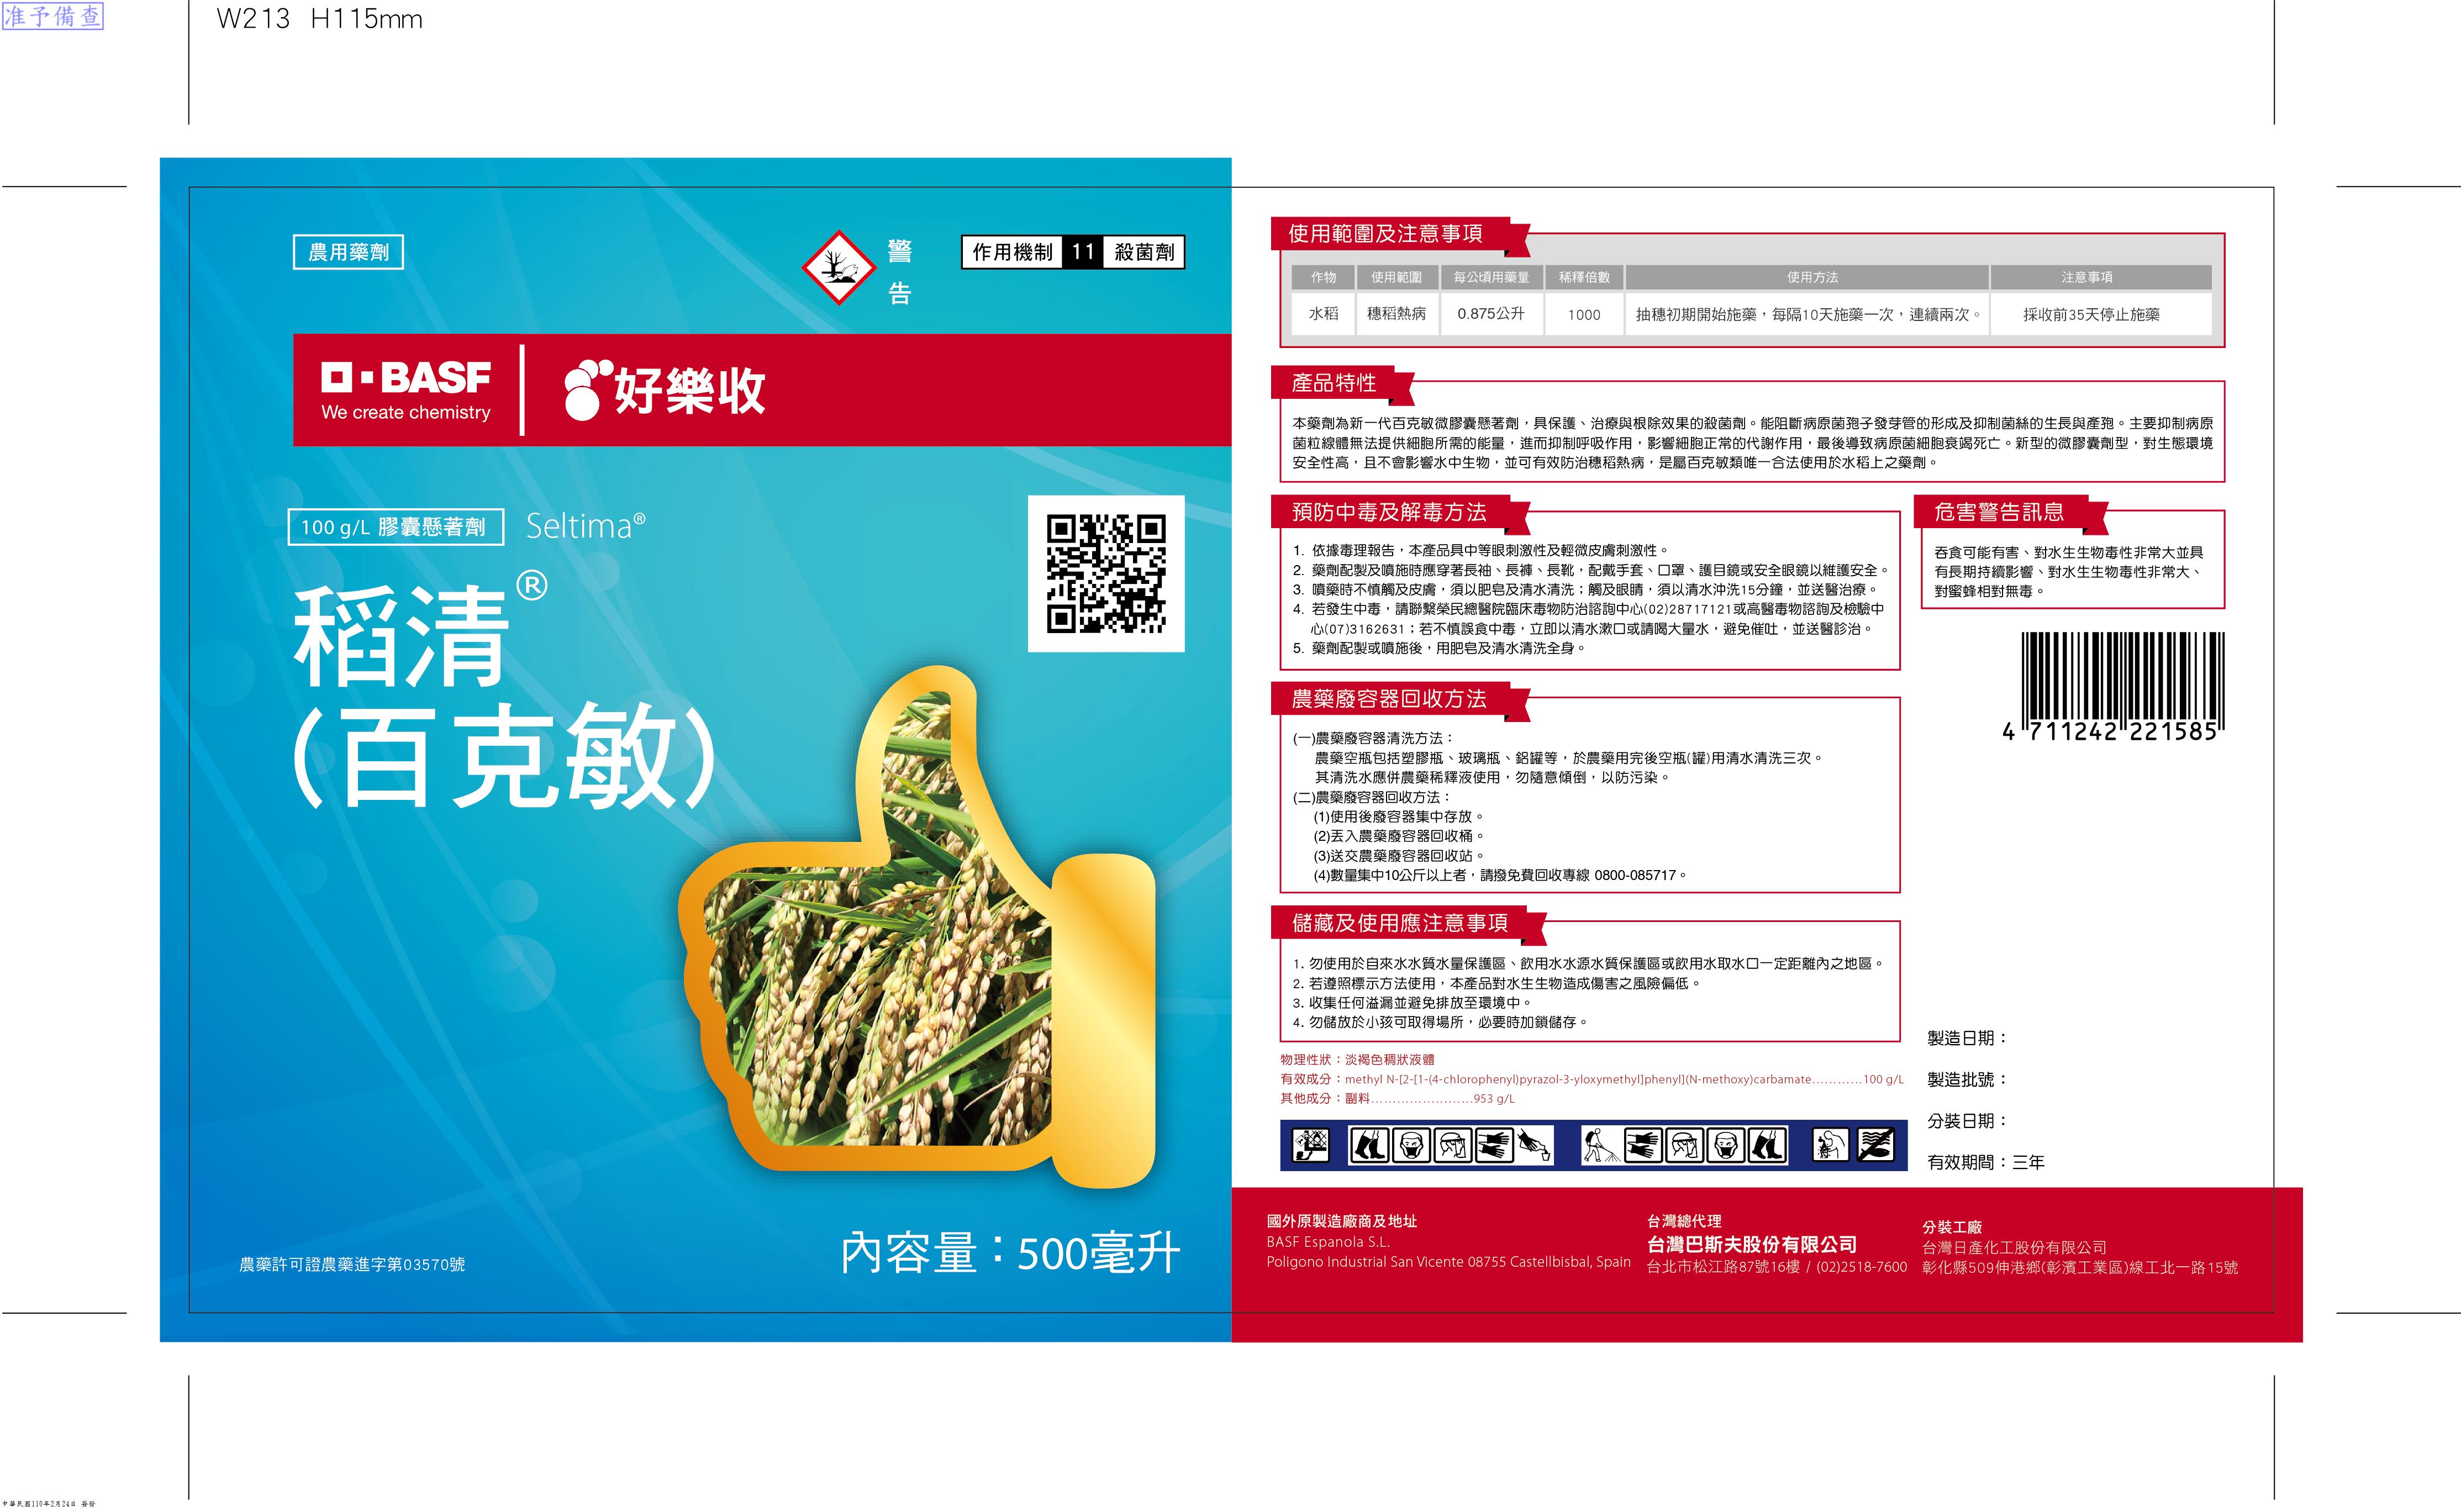 准予備查
W213 H115mm
農用藥劑
警
告
作用機制 11 殺菌劑
BASF
We create chemistry
好樂收
100 g/L 膠囊懸著劑
Seltima®
稻清®
(百克敏)
內容量：500毫升
農藥許可證農藥進字第03570號
使用範圍及注意事項
作物 使用範圍 每公頃用藥量 稀釋倍數 使用方法 注意事項
水稻 穗稻熱病 0.875公升 1000 抽穗初期開始施藥，每隔10天施藥一次，連續兩次。 採收前35天停止施藥
產品特性
本藥劑為新一代百克敏微膠囊懸著劑，具保護、治療與根除效果的殺菌劑。能阻斷病原菌孢子發芽管的形成及抑制菌絲的生長與產孢。主要抑制病原
菌粒線體無法提供細胞所需的能量，進而抑制呼吸作用，影響細胞正常的代謝作用，最後導致病原菌細胞衰竭死亡。新型的微膠囊劑型，對生態環境
安全性高，且不會影響水中生物，並可有效防治穗稻熱病，是屬百克敏類唯一合法使用於水稻上之藥劑。
預防中毒及解毒方法
1. 依據毒理報告，本產品具中等眼刺激性及輕微皮膚刺激性。
2. 藥劑配製及噴施時應穿著長袖、長褲、長靴，配戴手套、口罩、護目鏡或安全眼鏡以維護安全。
3. 噴藥時不慎觸及皮膚，須以肥皂及清水清洗；觸及眼睛，須以清水沖洗15分鐘，並送醫治療。
4. 若發生中毒，請聯繫榮民總醫院臨床毒物防治諮詢中心(02)28717121或高醫毒物諮詢及檢驗中
心(07)3162631；若不慎誤食中毒，立即以清水漱口或請喝大量水，避免催吐，並送醫診治。
5. 藥劑配製或噴施後，用肥皂及清水清洗全身。
危害警告訊息
吞食可能有害、對水生生物毒性非常大並具
有長期持續影響、對水生生物毒性非常大、
對蜜蜂相對無毒。
4 711242 221585
農藥廢容器回收方法
(一)農藥廢容器清洗方法：
農藥空瓶包括塑膠瓶、玻璃瓶、鋁罐等，於農藥用完後空瓶(罐)用清水清洗三次。
其清洗水應併農藥稀釋液使用，勿隨意傾倒，以防污染。
(二)農藥廢容器回收方法：
(1)使用後廢容器集中存放。
(2)丟入農藥廢容器回收桶。
(3)送交農藥廢容器回收站。
(4)數量集中10公斤以上者，請撥免費回收專線 0800-085717。
儲藏及使用應注意事項
1. 勿使用於自來水水質水量保護區、飲用水水源水質保護區或飲用水取水口一定距離內之地區。
2. 若遵照標示方法使用，本產品對水生生物造成傷害之風險偏低。
3. 收集任何溢漏並避免排放至環境中。
4. 勿儲放於小孩可取得場所，必要時加鎖儲存。
物理性狀：淡褐色稠狀液體
有效成分：methyl N-[2-[1-(4-chlorophenyl)pyrazol-3-yloxymethyl]phenyl](N-methoxy)carbamate............100 g/L
其他成分：副料........................953 g/L
製造日期：
製造批號：
分裝日期：
有效期間：三年
國外原製造廠商及地址
BASF Espanola S.L.
Poligono Industrial San Vicente 08755 Castellbisbal, Spain
台灣總代理
台灣巴斯夫股份有限公司
台北市松江路87號16樓 / (02)2518-7600
分裝工廠
台灣日產化工股份有限公司
彰化縣509伸港鄉(彰濱工業區)線工北一路15號
中華民國110年2月24日 簽發